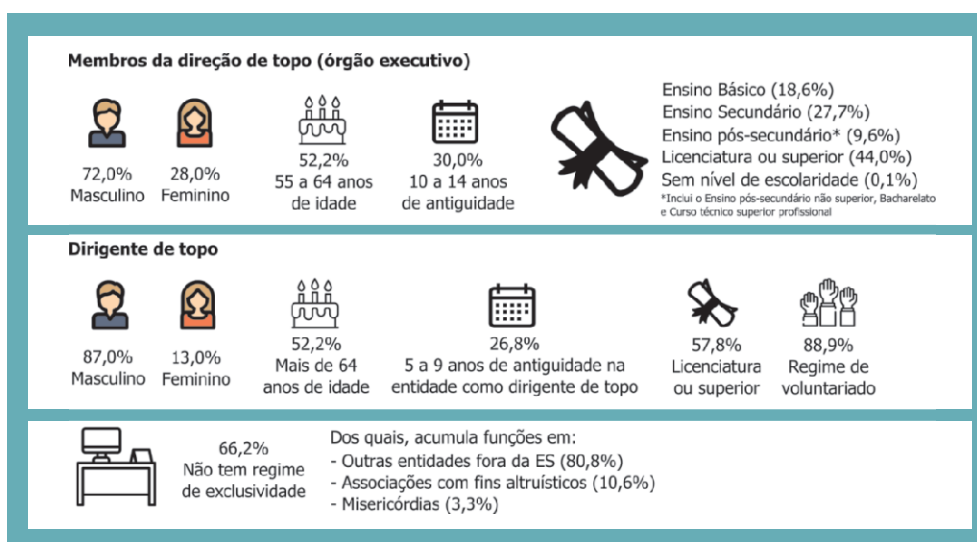 Membros da direção de topo (órgão executivo)
72,0%
Masculino
28,0%
Feminino
52,2%
55 a 64 anos
de idade
30,0%
10 a 14 anos
de antiguidade
Ensino Básico (18,6%)
Ensino Secundário (27,7%)
Ensino pós-secundário* (9,6%)
Licenciatura ou superior (44,0%)
Sem nível de escolaridade (0,1%)
*Inclui o Ensino pós-secundário não superior, Bacharelato
e Curso técnico superior profissional
Dirigente de topo
87,0%
Masculino
13,0%
Feminino
52,2%
Mais de 64
anos de idade
26,8%
5 a 9 anos de antiguidade na
entidade como dirigente de topo
57,8%
Licenciatura
ou superior
88,9%
Regime de
voluntariado
66,2%
Não tem regime
de exclusividade
Dos quais, acumula funções em:
- Outras entidades fora da ES (80,8%)
- Associações com fins altruísticos (10,6%)
- Misericórdias (3,3%)